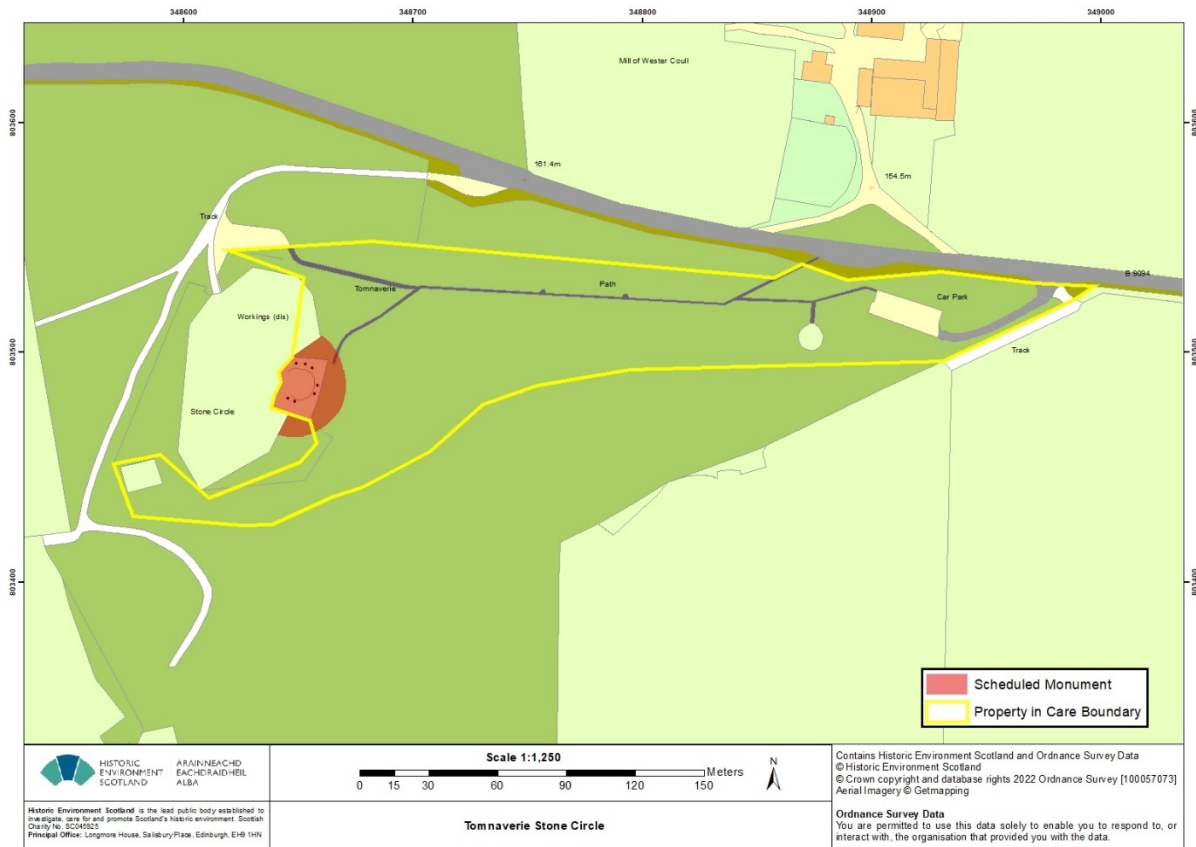 348600
348700
348800
348900
349000
Mill of Wester Coull
803600
803600
161.4m
154.5m
Track
B 9094
Tomnaverie
Path
Car Park
Workings (dis)
803500
803500
Track
Stone Circle
803400
803400
Scheduled Monument
Property in Care Boundary
HISTORIC
ENVIRONMENT
SCOTLAND
ÀRAINNEACHD
EACHDRAIDHEIL
ALBA
Historic Environment Scotland is the lead public body established to
investigate, care for and promote Scotland's historic environment. Scottish
Charity No. SC045925
Principal Office: Longmore House, Salisbury Place, Edinburgh, EH9 1HN
Scale 1:1,250
Meters
0 15 30 60 90 120 150
N
Tomnaverie Stone Circle
Contains Historic Environment Scotland and Ordnance Survey Data
© Historic Environment Scotland
© Crown copyright and database rights 2022 Ordnance Survey [100057073]
Aerial Imagery © Getmapping
Ordnance Survey Data
You are permitted to use this data solely to enable you to respond to, or
interact with, the organisation that provided you with the data.